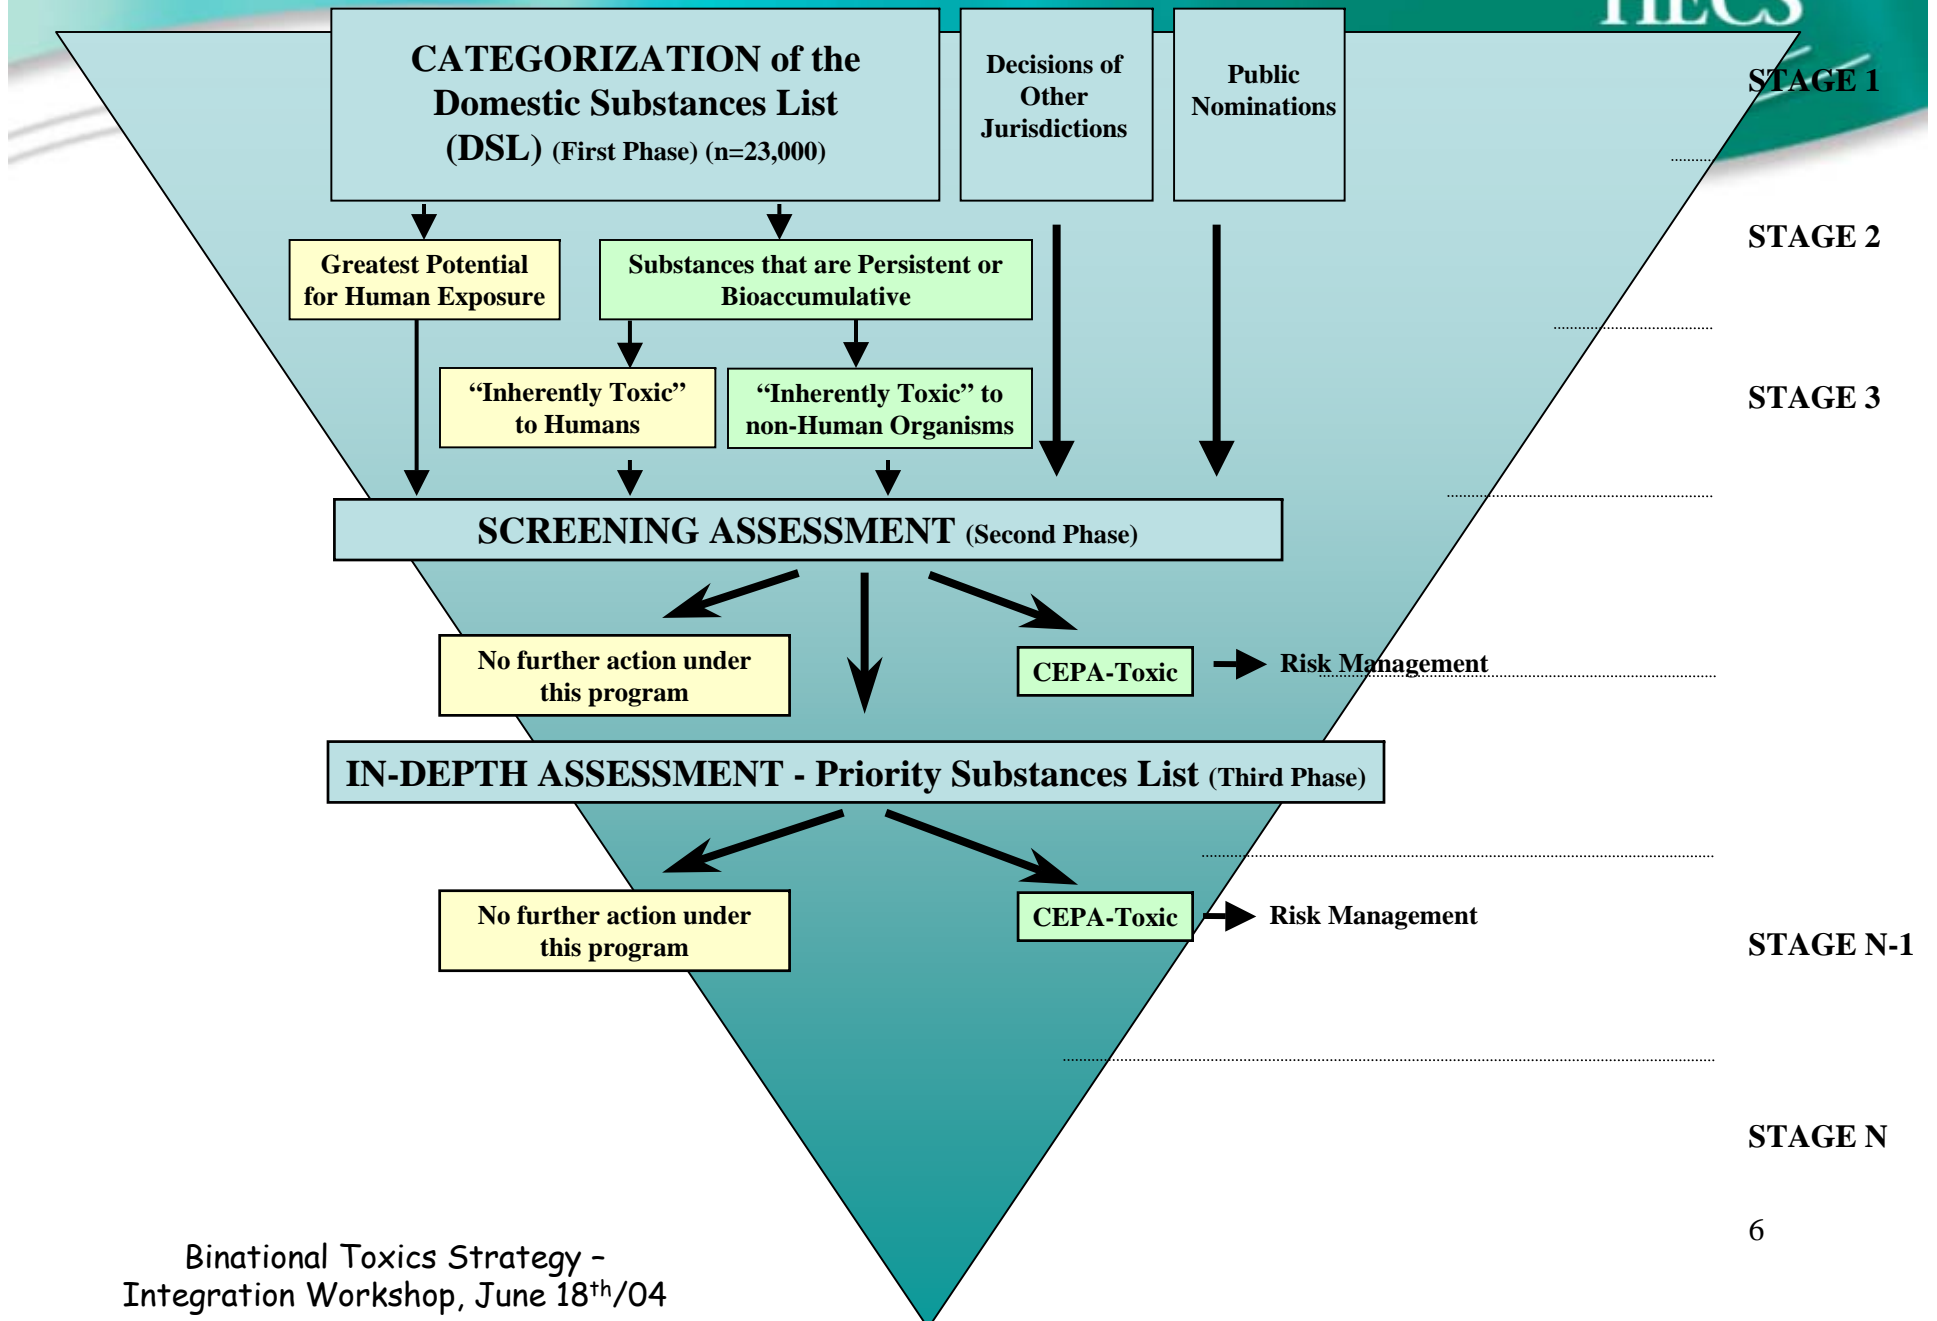 HECS
CATEGORIZATION of the
Domestic Substances List
(DSL) (First Phase) (n=23,000)
Decisions of
Other
Jurisdictions
Public
Nominations
STAGE 1
STAGE 2
Greatest Potential
for Human Exposure
Substances that are Persistent or
Bioaccumulative
STAGE 3
“Inherently Toxic”
to Humans
“Inherently Toxic” to
non-Human Organisms
SCREENING ASSESSMENT (Second Phase)
No further action under
this program
CEPA-Toxic
Risk Management
IN-DEPTH ASSESSMENT - Priority Substances List (Third Phase)
No further action under
this program
CEPA-Toxic
Risk Management
STAGE N-1
STAGE N
6
Binational Toxics Strategy –
Integration Workshop, June 18th/04